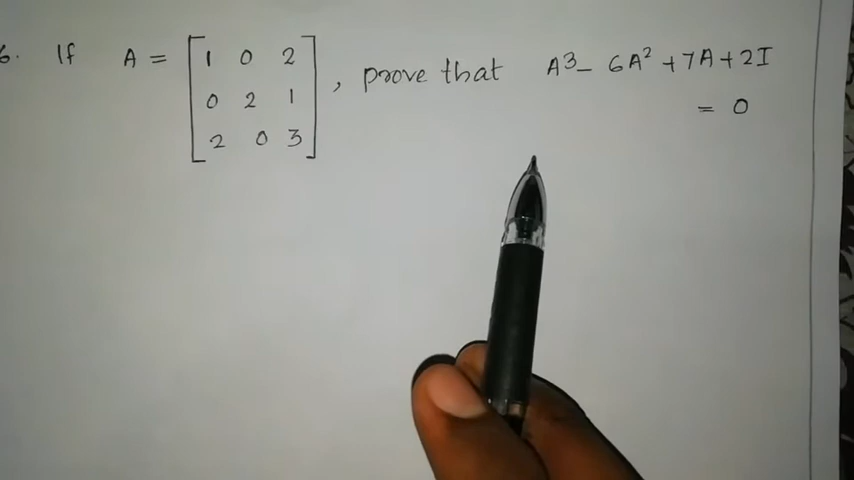 6. If A = [1 0 2, prove that A³ - 6A² + 7A + 2I
0 2 1 = 0
2 0 3]